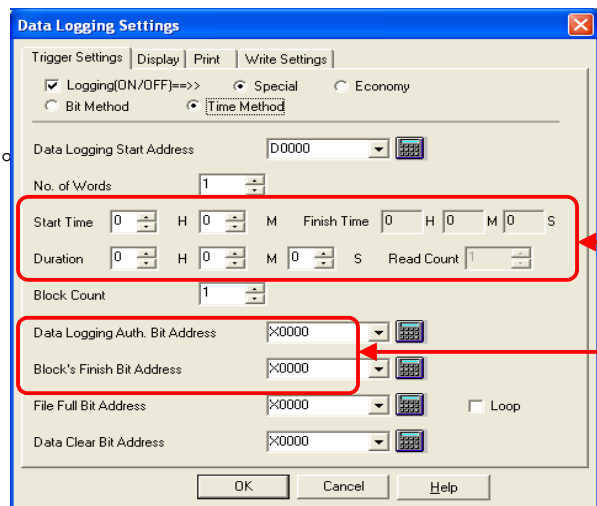 Data Logging Settings
Trigger Settings Display Print Write Settings
Logging(ON/OFF)==>> Special Economy
Bit Method Time Method
Data Logging Start Address D0000
No. of Words 1
Start Time 0 H 0 M Finish Time 0 H 0 M 0 S
Duration 0 H 0 M 0 S Read Count 1
Block Count 1
Data Logging Auth. Bit Address X0000
Block's Finish Bit Address X0000
File Full Bit Address X0000 Loop
Data Clear Bit Address X0000
OK Cancel Help